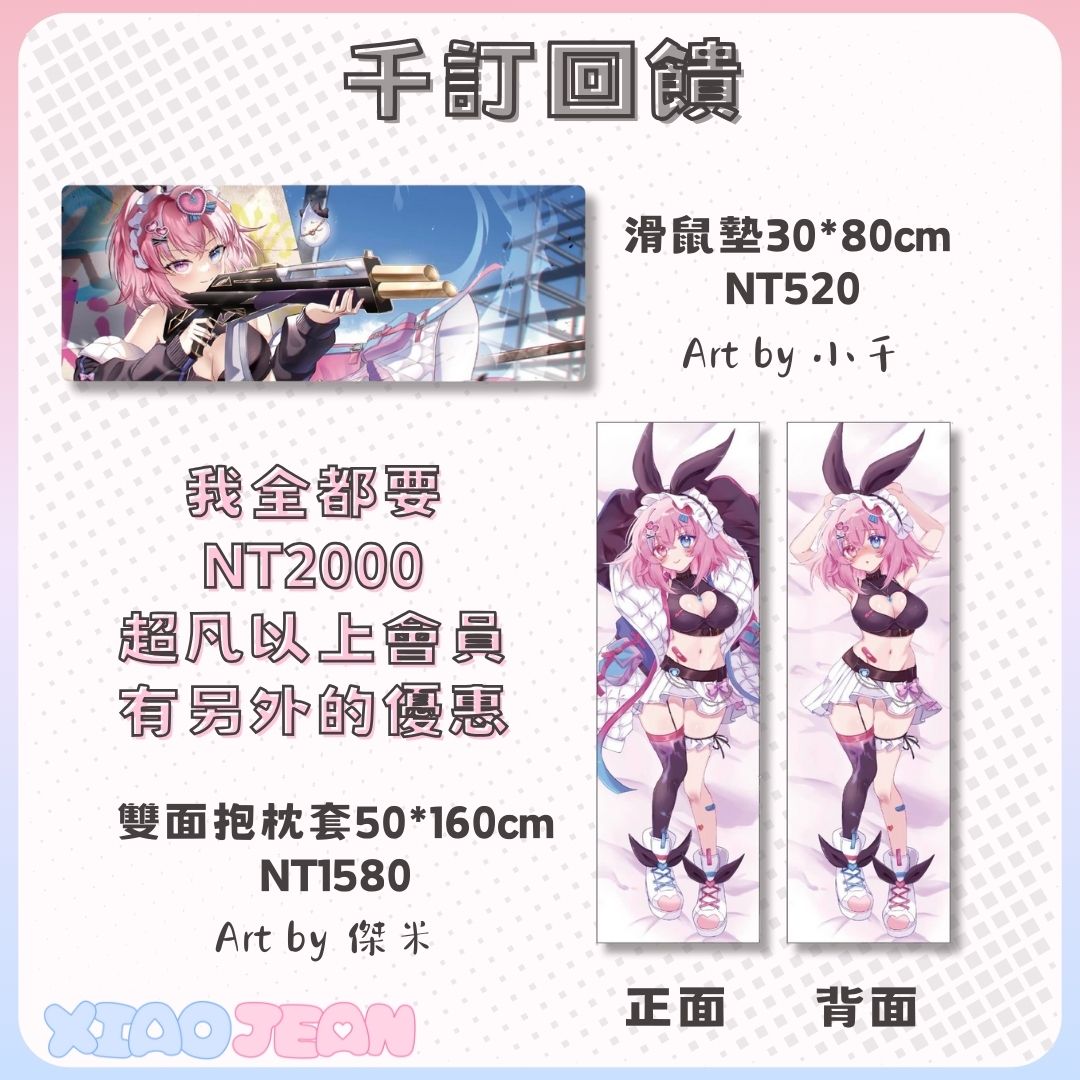 千訂回饋
滑鼠墊30*80cm
NT520
Art by 小千
我全都要
NT2000
超凡以上會員
有另外的優惠
雙面抱枕套50*160cm
NT1580
Art by 傑米
正面
背面
XIAOJEAN